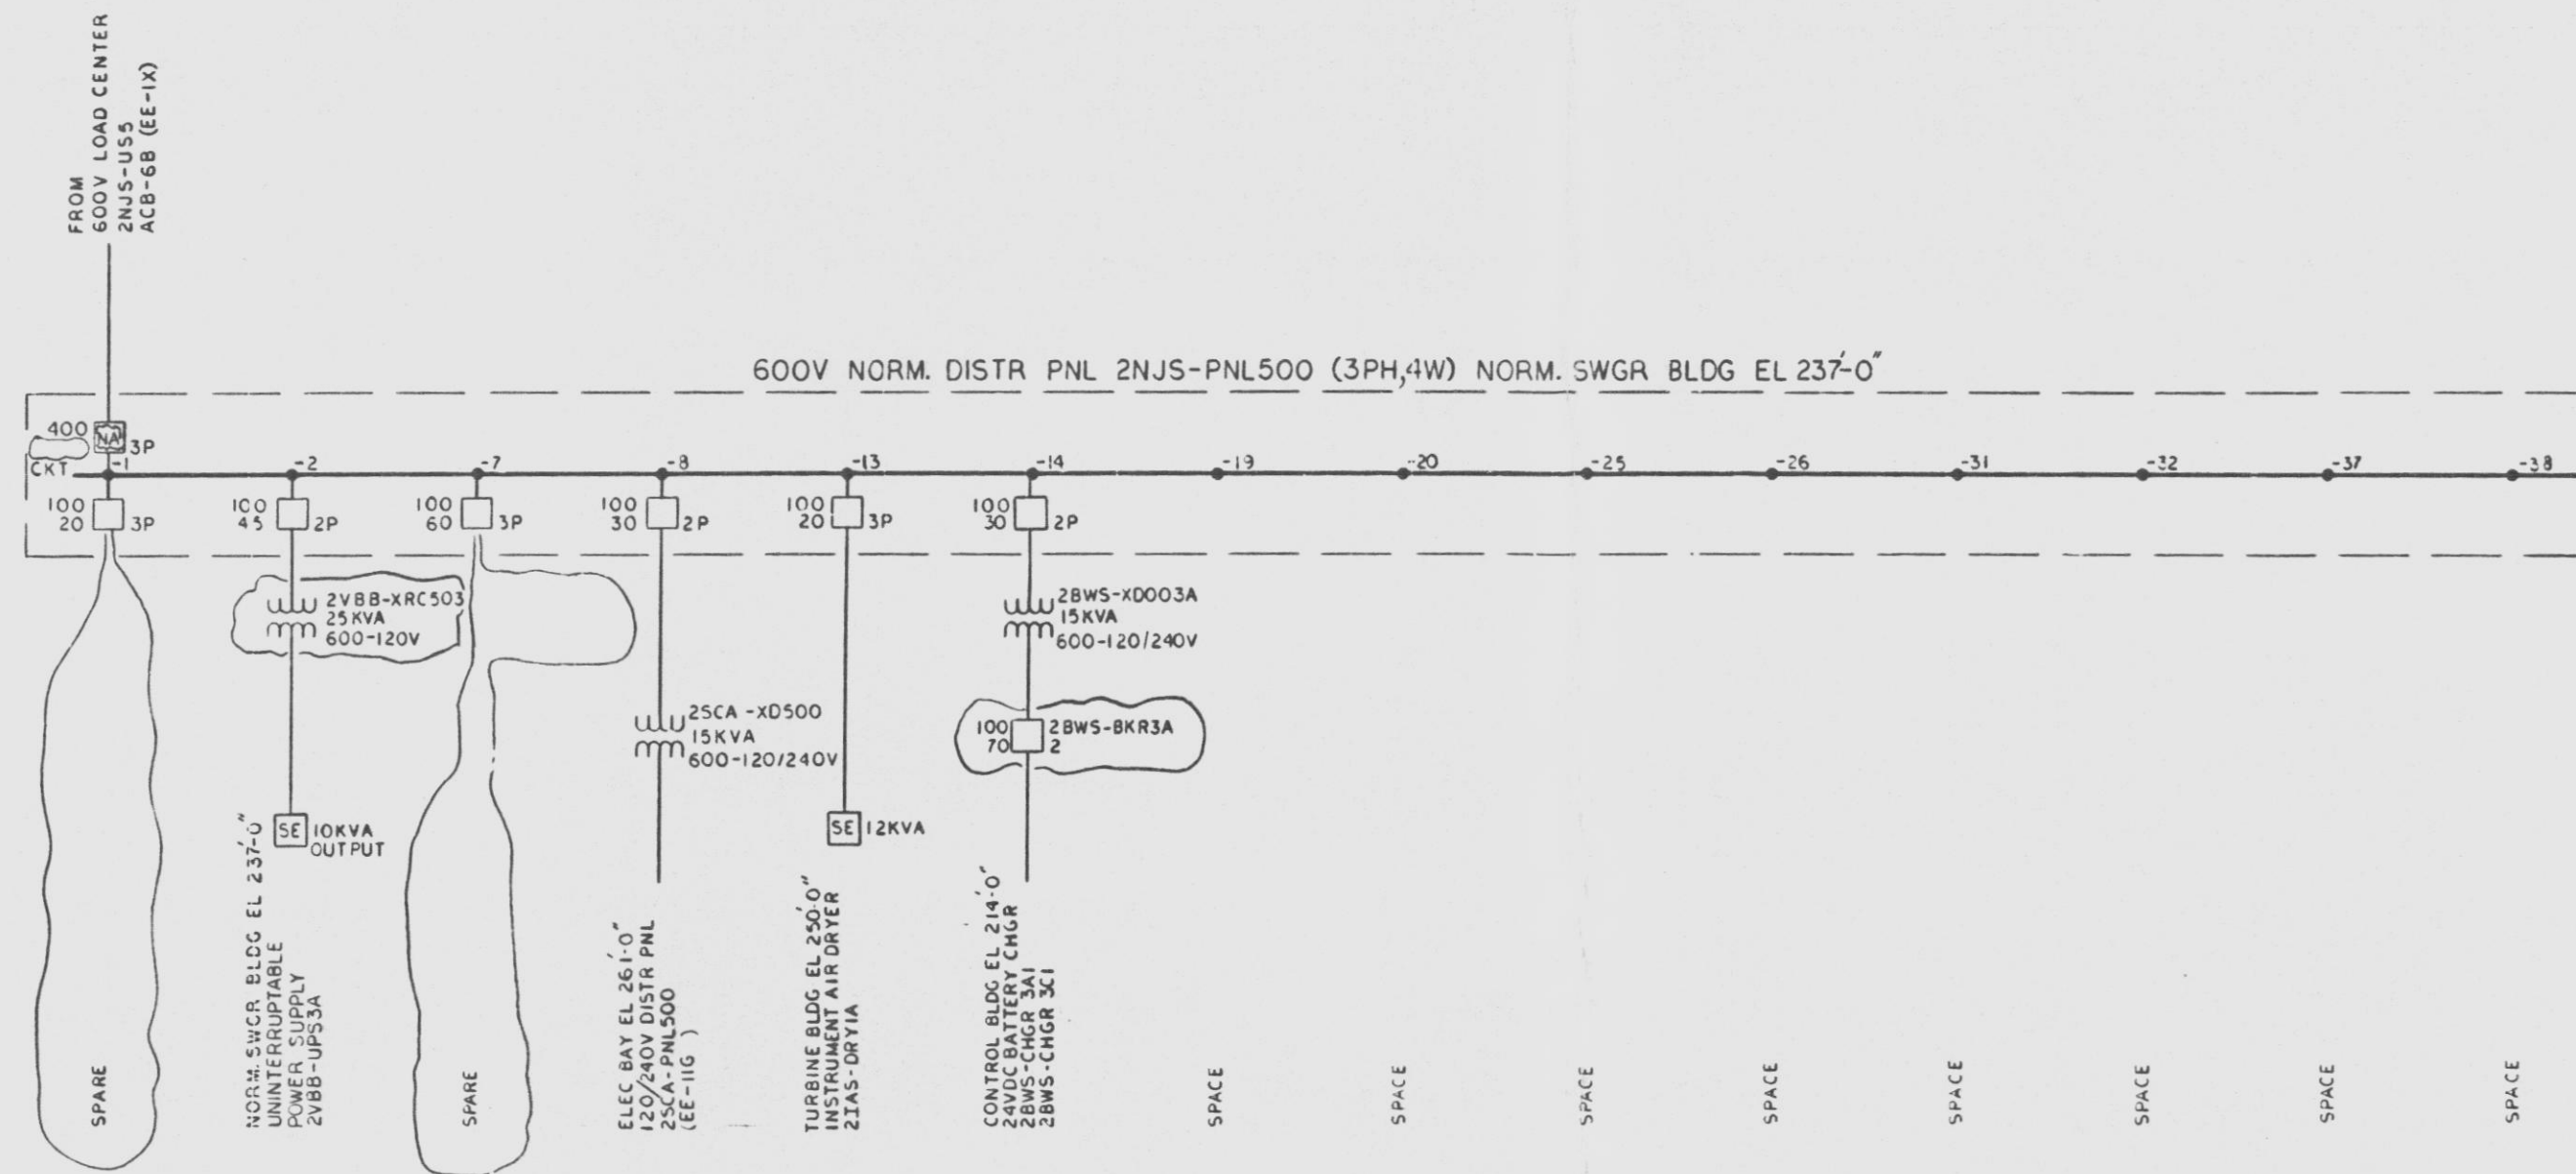 FROM
600V LOAD CENTER
2NJS-US5
ACB-6B (EE-1X)
600V NORM. DISTR PNL 2NJS-PNL500 (3PH,4W) NORM. SWGR BLDG EL 237'-0"
400
NA
3P
CKT
-1
-2
-7
-8
-13
-14
-19
-20
-25
-26
-31
-32
-37
-38
100
20
3P
100
45
2P
100
60
3P
100
30
2P
100
20
3P
100
30
2P
2VBB-XRC503
25KVA
600-120V
2BWS-XD003A
15KVA
600-120/240V
2SCA-XD500
15KVA
600-120/240V
100
70
2BWS-BKR3A
2
SE
10KVA
OUTPUT
SE
12KVA
SPARE
NORM. SWGR BLDG EL 237'-0"
UNINTERRUPTABLE
POWER SUPPLY
2VBB-UPS3A
SPARE
ELEC BAY EL 261'-0"
120/240V DISTR PNL
2SCA-PNL500
(EE-11G )
TURBINE BLDG EL 250'-0"
INSTRUMENT AIR DRYER
2IAS-DRY1A
CONTROL BLDG EL 214'-0"
24VDC BATTERY CHGR
2BWS-CHGR 3A1
2BWS-CHGR 3C1
SPACE
SPACE
SPACE
SPACE
SPACE
SPACE
SPACE
SPACE